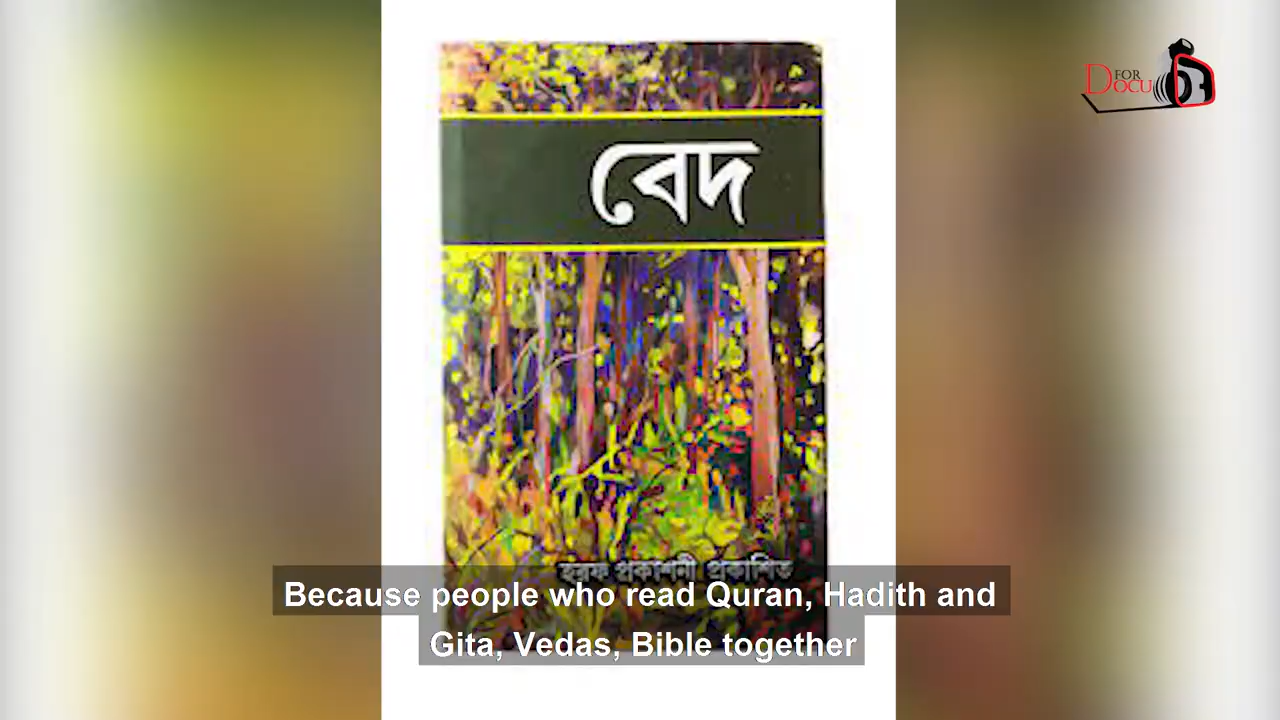 D FOR
DOCU
বেদ
হরফ প্রকাশনী প্রকাশিত
Because people who read Quran, Hadith and
Gita, Vedas, Bible together